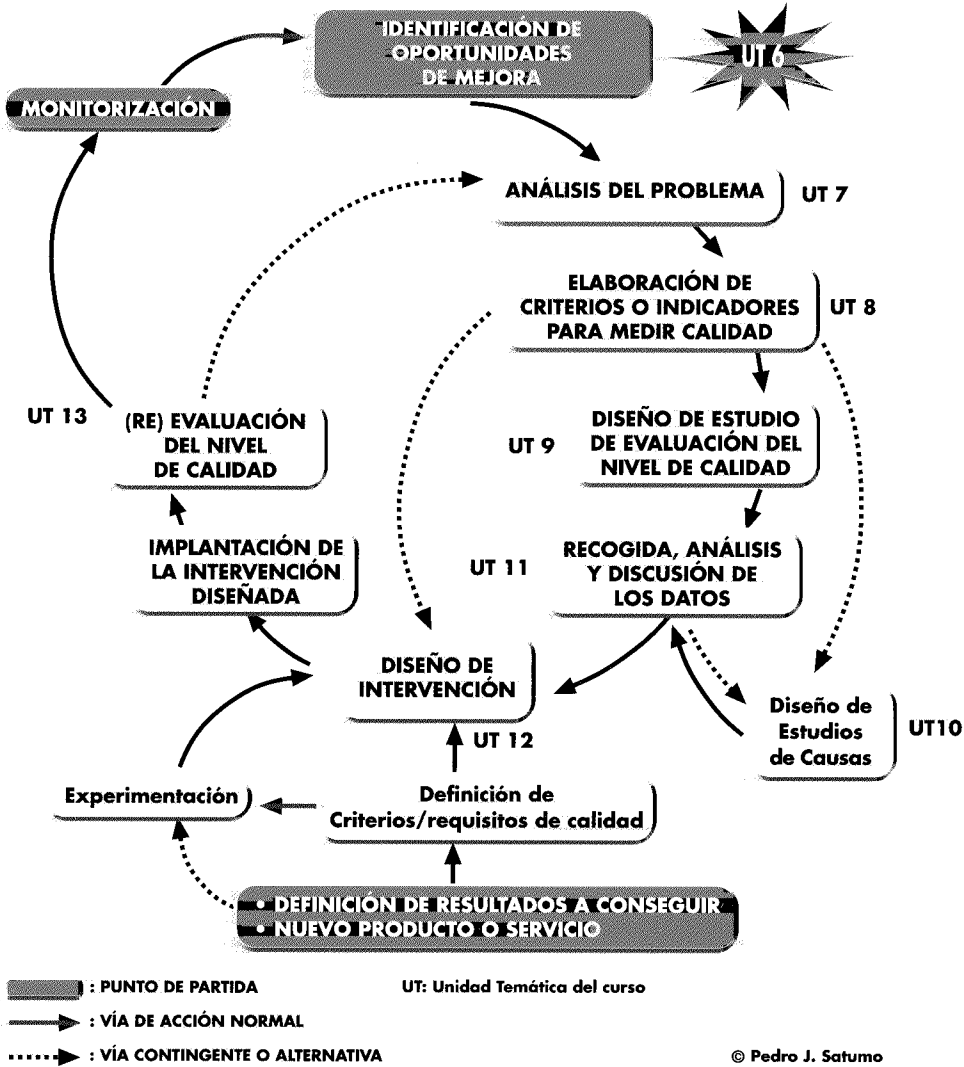 IDENTIFICACIÓN DE
OPORTUNIDADES
DE MEJORA
UT 6
MONITORIZACIÓN
ANÁLISIS DEL PROBLEMA
UT 7
ELABORACIÓN DE
CRITERIOS O INDICADORES
PARA MEDIR CALIDAD
UT 8
UT 13
(RE) EVALUACIÓN
DEL NIVEL
DE CALIDAD
UT 9
DISEÑO DE ESTUDIO
DE EVALUACIÓN DEL
NIVEL DE CALIDAD
IMPLANTACIÓN DE
LA INTERVENCIÓN
DISEÑADA
UT 11
RECOGIDA, ANÁLISIS
Y DISCUSIÓN DE
LOS DATOS
DISEÑO DE
INTERVENCIÓN
UT 12
Diseño de
Estudios
de Causas
UT10
Experimentación
Definición de
Criterios/requisitos de calidad
• DEFINICIÓN DE RESULTADOS A CONSEGUIR
• NUEVO PRODUCTO O SERVICIO
: PUNTO DE PARTIDA
UT: Unidad Temática del curso
: VÍA DE ACCIÓN NORMAL
: VÍA CONTINGENTE O ALTERNATIVA
© Pedro J. Satumo